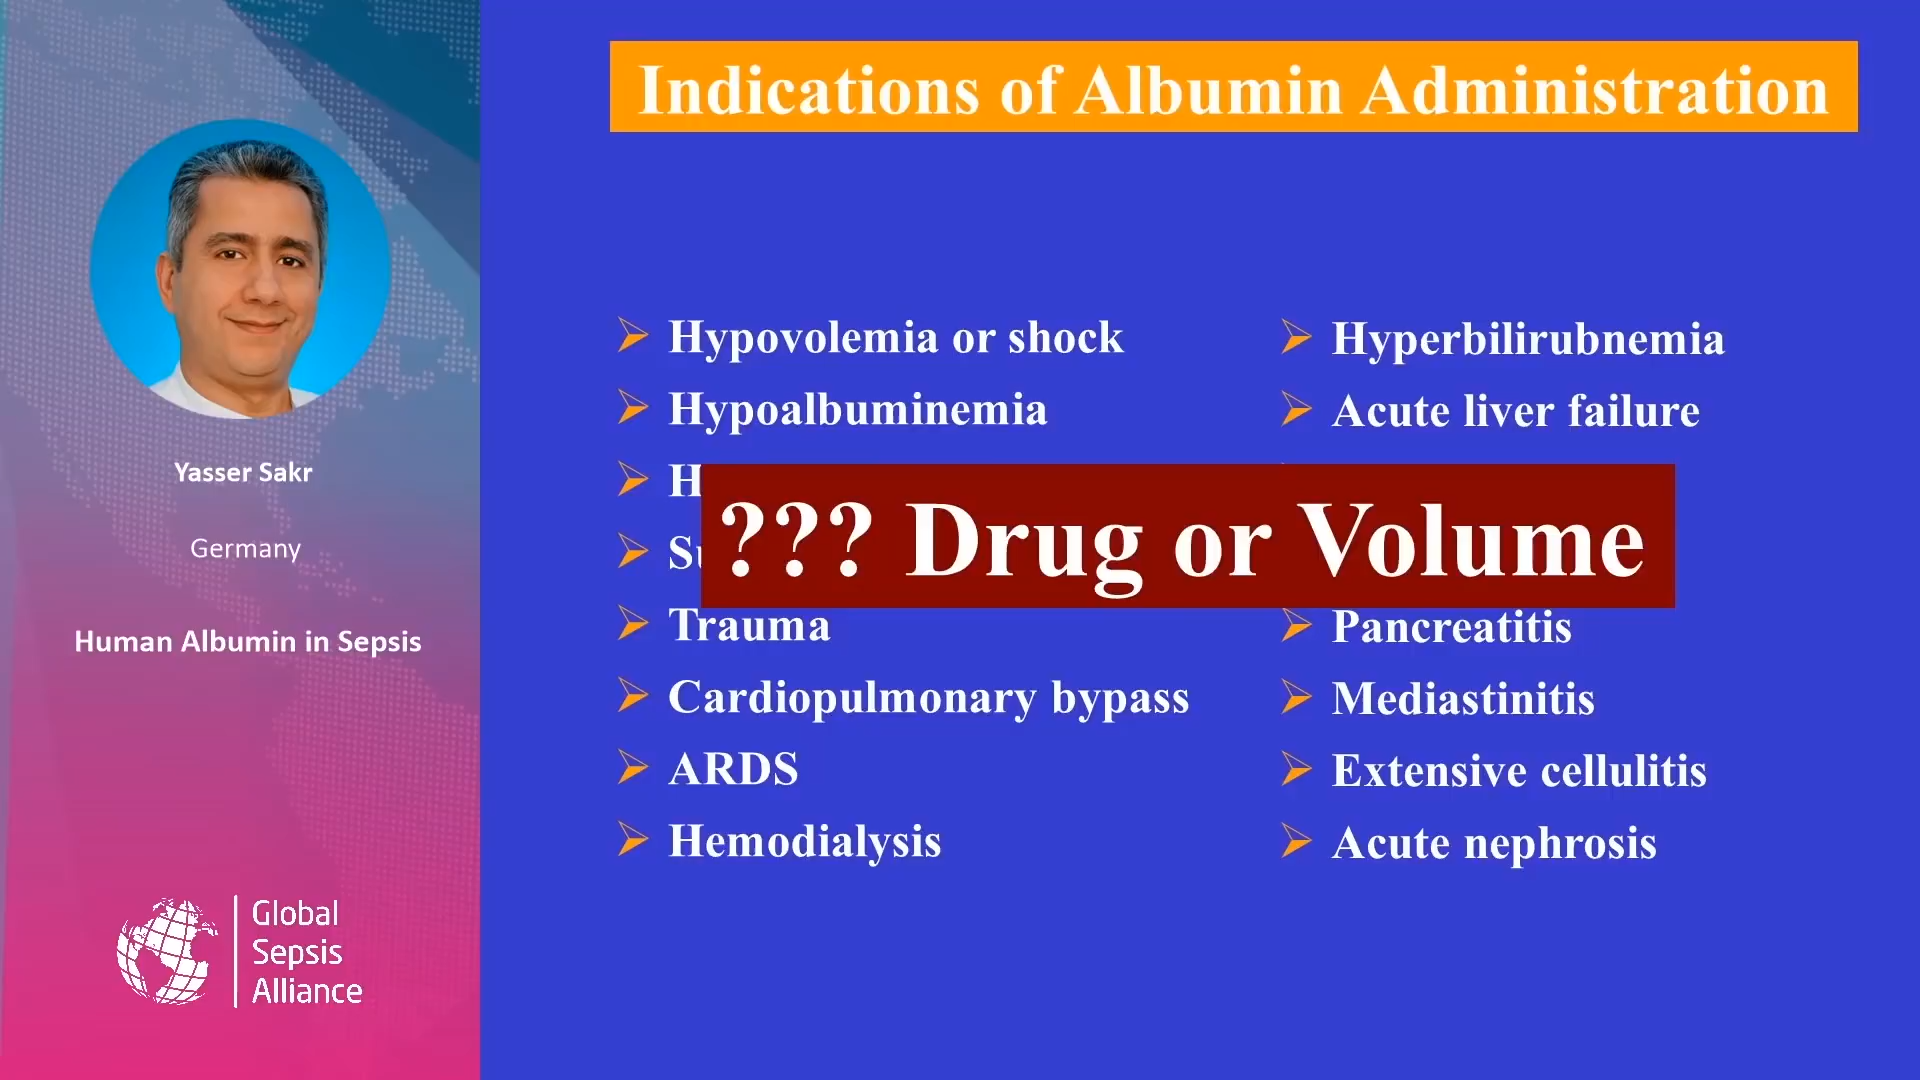 Indications of Albumin Administration
Hypovolemia or shock
Hypoalbuminemia
??? Drug or Volume
Trauma
Cardiopulmonary bypass
ARDS
Hemodialysis
Hyperbilirubnemia
Acute liver failure
Pancreatitis
Mediastinitis
Extensive cellulitis
Acute nephrosis
Yasser Sakr
Germany
Human Albumin in Sepsis
Global
Sepsis
Alliance